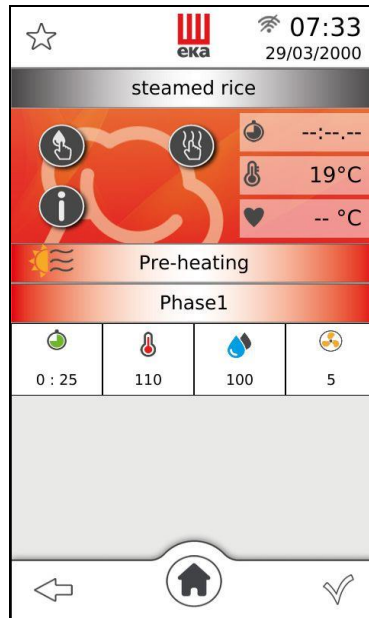 eka
07:33
29/03/2000
steamed rice
--:--.--
19°C
-- °C
Pre-heating
Phase1
0 : 25 110 100 5